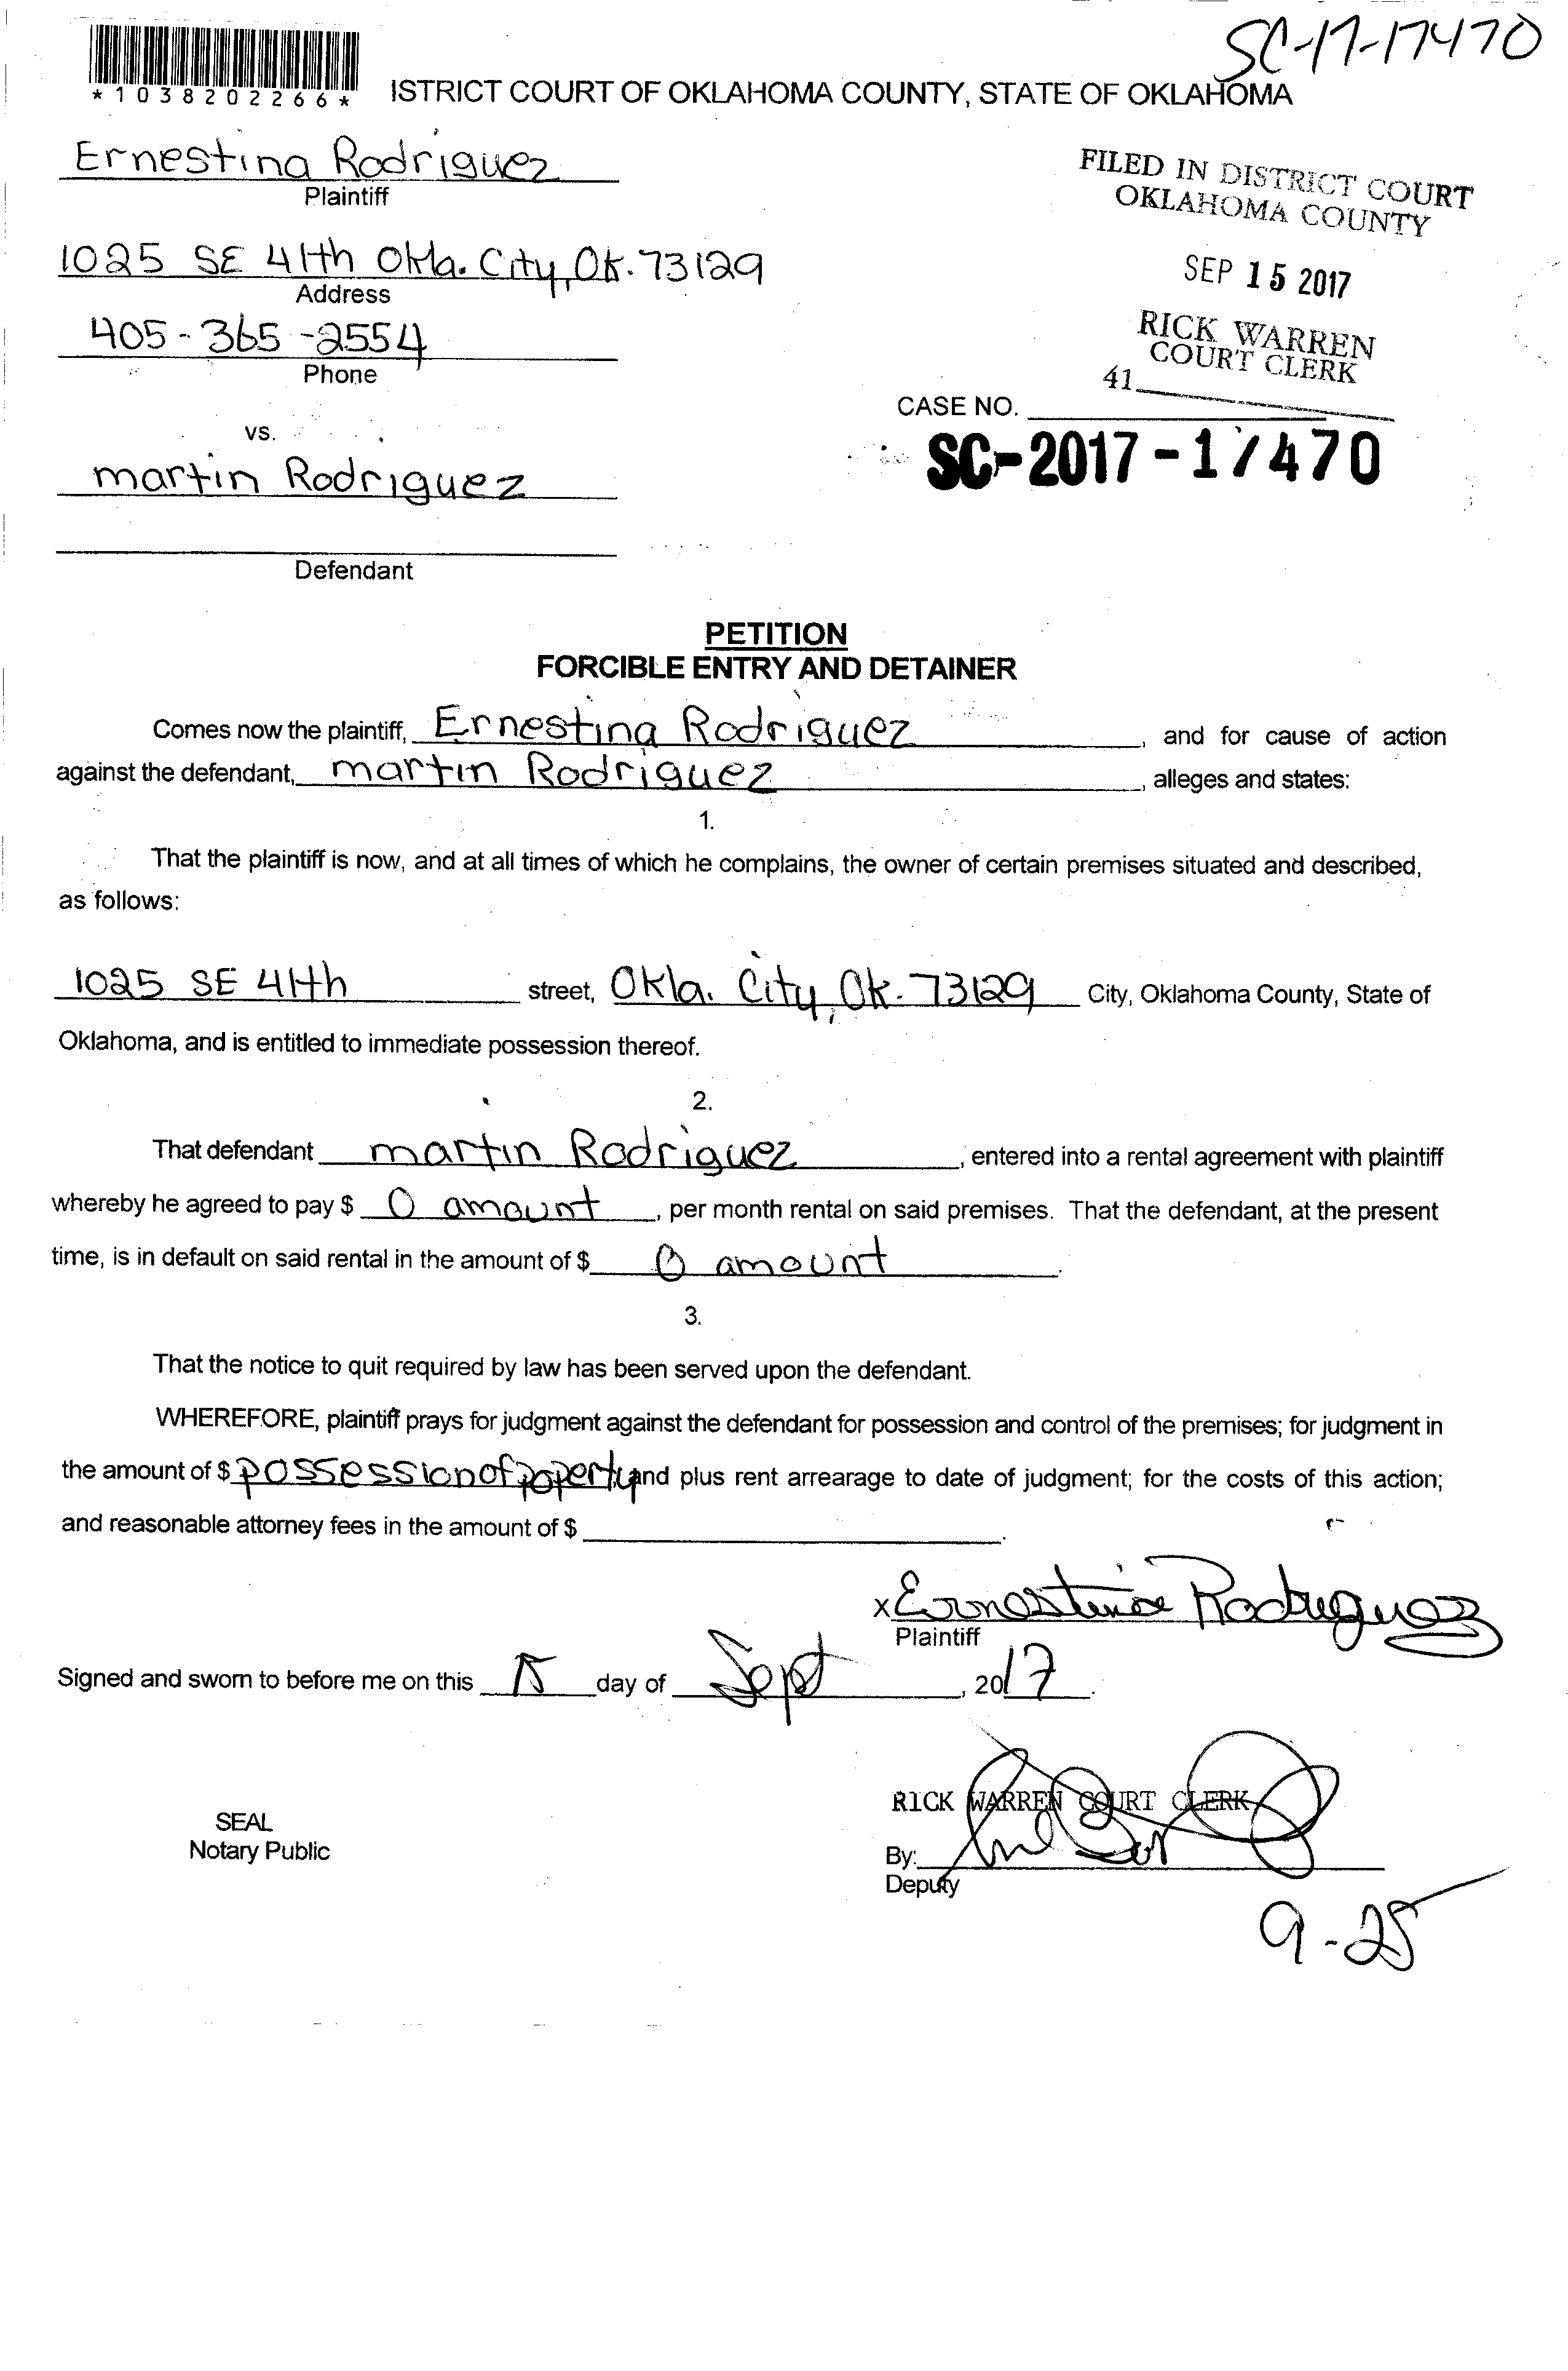 SC-17-17470
*1038202266*
ISTRICT COURT OF OKLAHOMA COUNTY, STATE OF OKLAHOMA
Ernestina Rodriguez
Plaintiff
FILED IN DISTRICT COURT
OKLAHOMA COUNTY
1025 SE 41th Okla. City, Ok. 73129
Address
SEP 15 2017
405-365-2554
Phone
RICK WARREN
COURT CLERK
41
CASE NO.
SC-2017-17470
vs.
martin Rodriguez
Defendant
PETITION
FORCIBLE ENTRY AND DETAINER
Comes now the plaintiff, Ernestina Rodriguez, and for cause of action
against the defendant, martin Rodriguez, alleges and states:
1.
That the plaintiff is now, and at all times of which he complains, the owner of certain premises situated and described,
as follows:
1025 SE 41th street, Okla. City, Ok. 73129 City, Oklahoma County, State of
Oklahoma, and is entitled to immediate possession thereof.
2.
That defendant martin Rodriguez, entered into a rental agreement with plaintiff
whereby he agreed to pay $ 0 amount, per month rental on said premises. That the defendant, at the present
time, is in default on said rental in the amount of $ 0 amount.
3.
That the notice to quit required by law has been served upon the defendant.
WHEREFORE, plaintiff prays for judgment against the defendant for possession and control of the premises; for judgment in
the amount of $ possession of poperty and plus rent arrearage to date of judgment; for the costs of this action;
and reasonable attorney fees in the amount of $ .
x Ernestina Rodriguez
Plaintiff
Signed and sworn to before me on this 15 day of Sept, 2017.
RICK WARREN COURT CLERK
SEAL
Notary Public
By:
Deputy
9-25